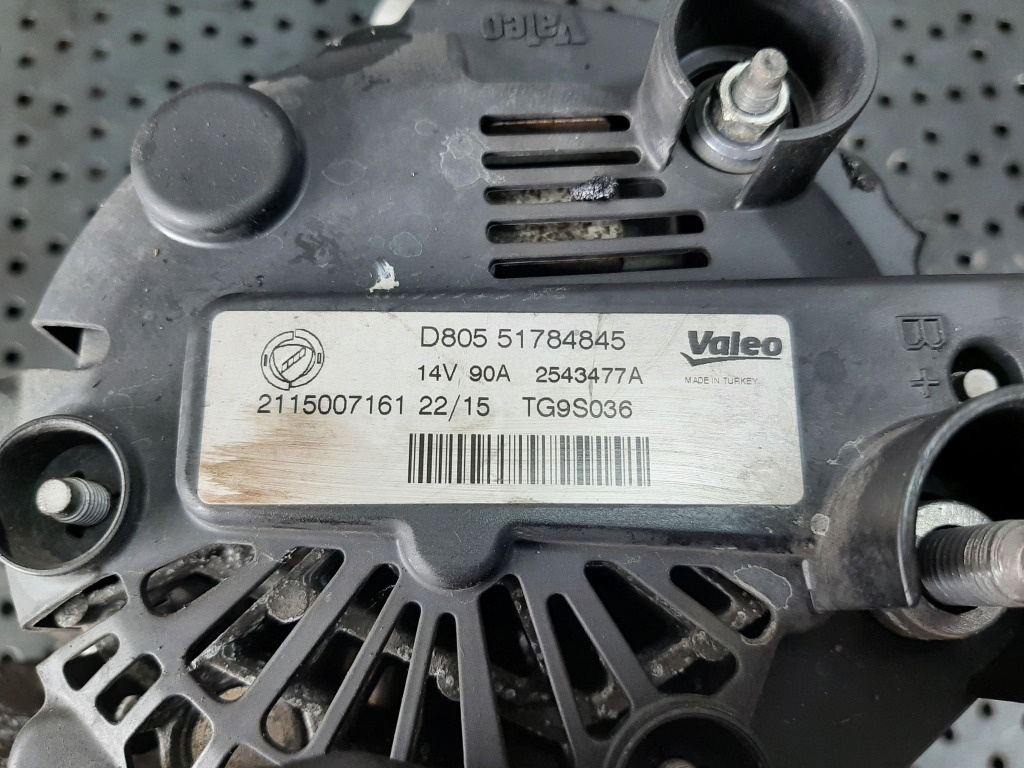 Valeo
D805 51784845
Valeo
14V 90A 2543477A
MADE IN TURKEY
2115007161 22/15 TG9S036
B
+